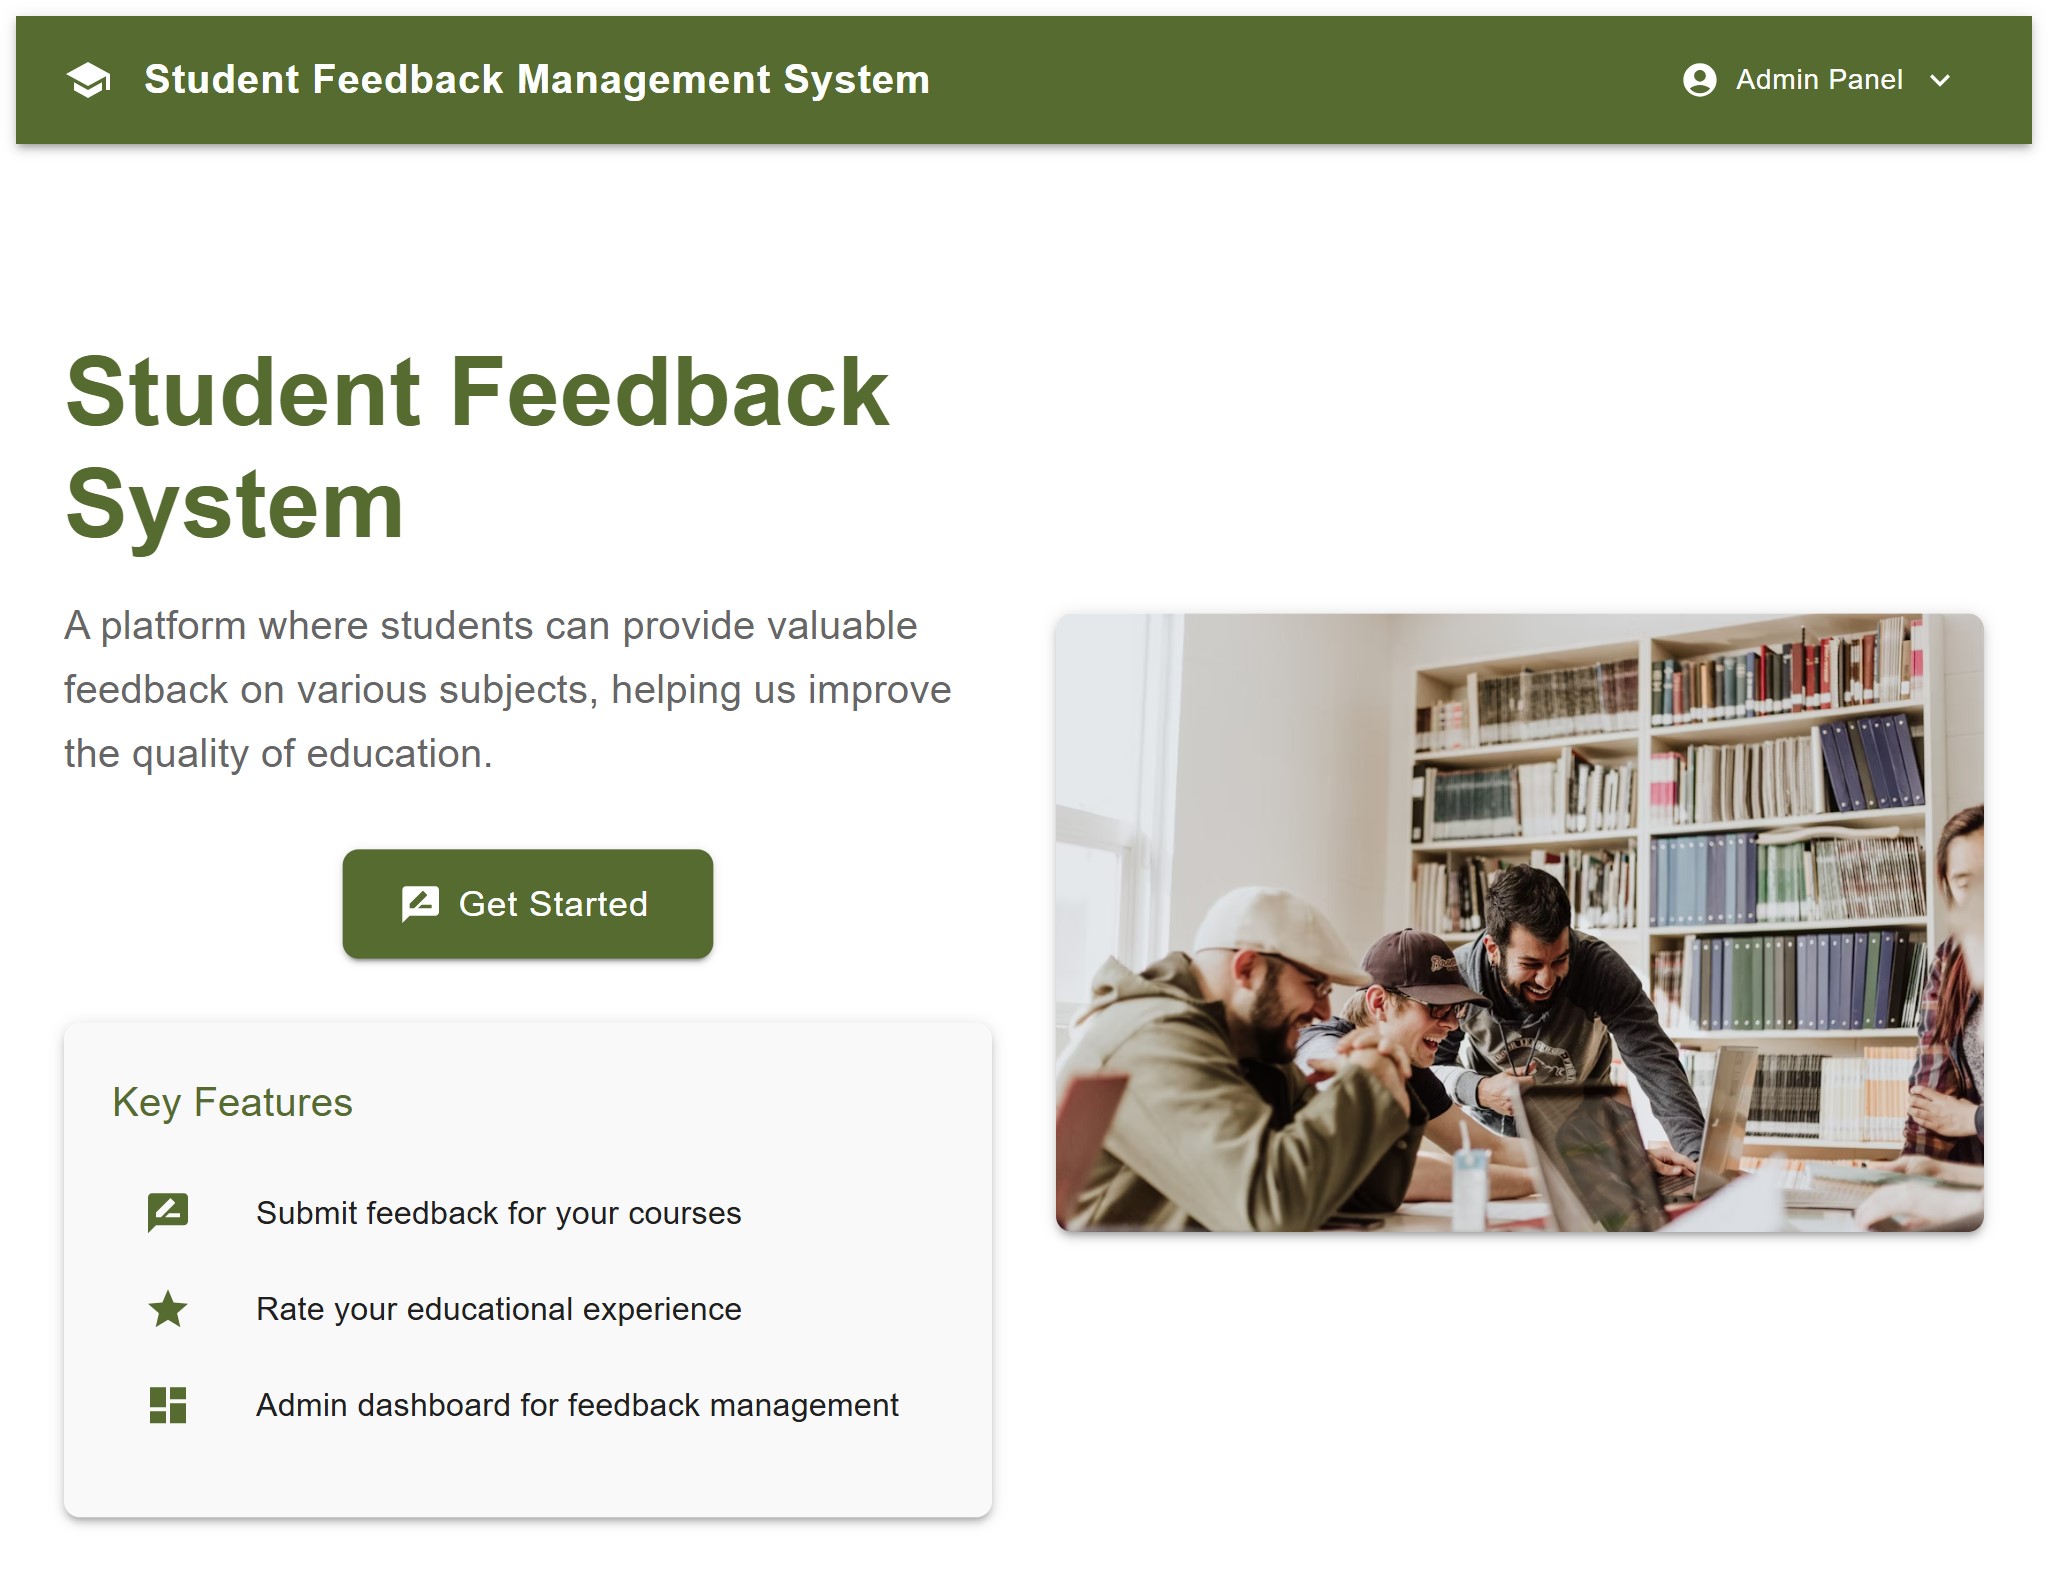 Student Feedback Management System
Admin Panel
Student Feedback
System
A platform where students can provide valuable
feedback on various subjects, helping us improve
the quality of education.
Get Started
Key Features
Submit feedback for your courses
Rate your educational experience
Admin dashboard for feedback management